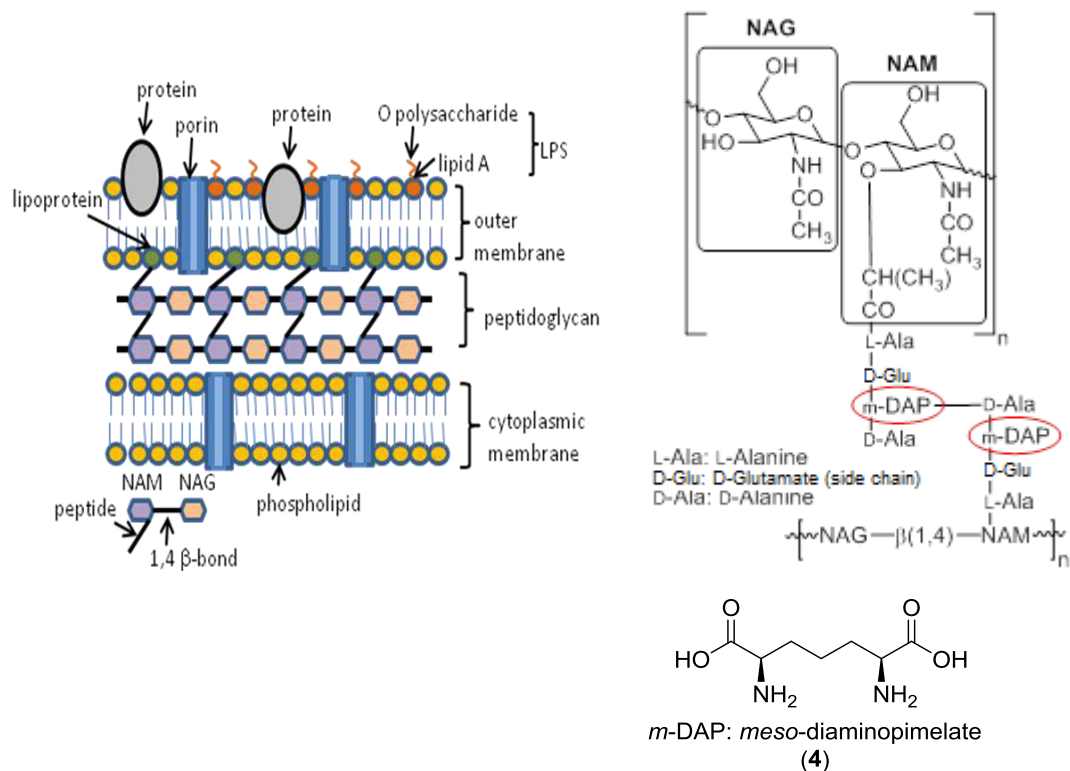 protein
porin
protein
O polysaccharide
LPS
lipid A
lipoprotein
outer
membrane
peptidoglycan
cytoplasmic
membrane
NAM NAG
phospholipid
peptide
1,4 β-bond
NAG
NAM
OH
OH
O
O
HO
O
O
O
NH
NH
CO
CO
CH3
CH3
O
CH(CH3)
CO
n
L-Ala
D-Glu
m-DAP
D-Ala
D-Ala
m-DAP
D-Glu
L-Ala
L-Ala: L-Alanine
D-Glu: D-Glutamate (side chain)
D-Ala: D-Alanine
NAG β(1,4) NAM
n
O O
HO OH
NH2 NH2
m-DAP: meso-diaminopimelate
(4)